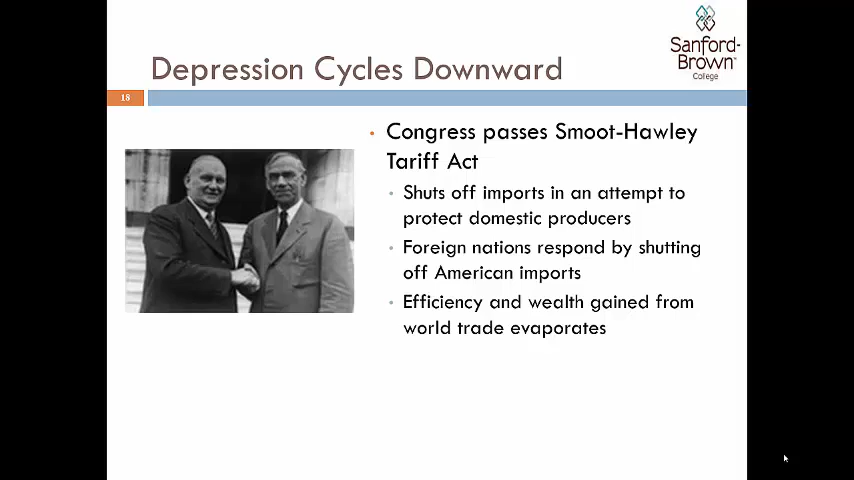 Sanford-
Brown
College
Depression Cycles Downward
18
• Congress passes Smoot-Hawley
Tariff Act
• Shuts off imports in an attempt to
protect domestic producers
• Foreign nations respond by shutting
off American imports
• Efficiency and wealth gained from
world trade evaporates